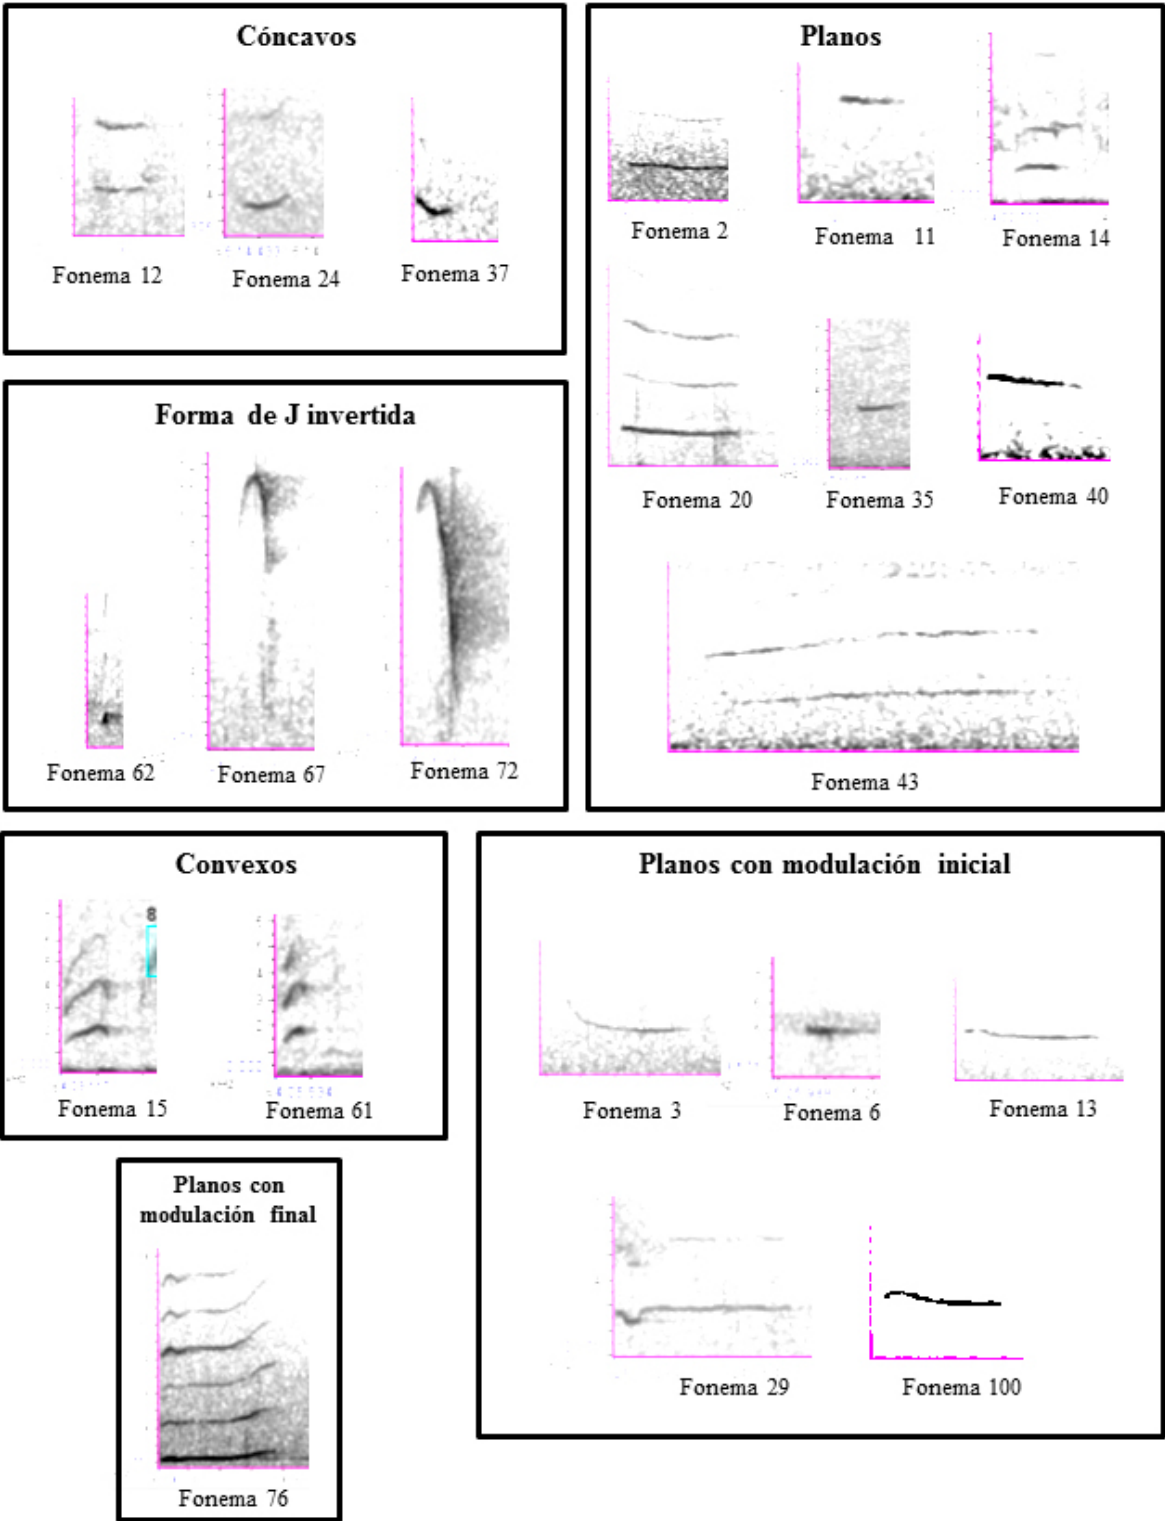 Cóncavos
Fonema 12
Fonema 24
Fonema 37
Planos
Fonema 2
Fonema 11
Fonema 14
Fonema 20
Fonema 35
Fonema 40
Fonema 43
Forma de J invertida
Fonema 62
Fonema 67
Fonema 72
Convexos
8
Fonema 15
Fonema 61
Planos con modulación inicial
Fonema 3
Fonema 6
Fonema 13
Fonema 29
Fonema 100
Planos con
modulación final
Fonema 76